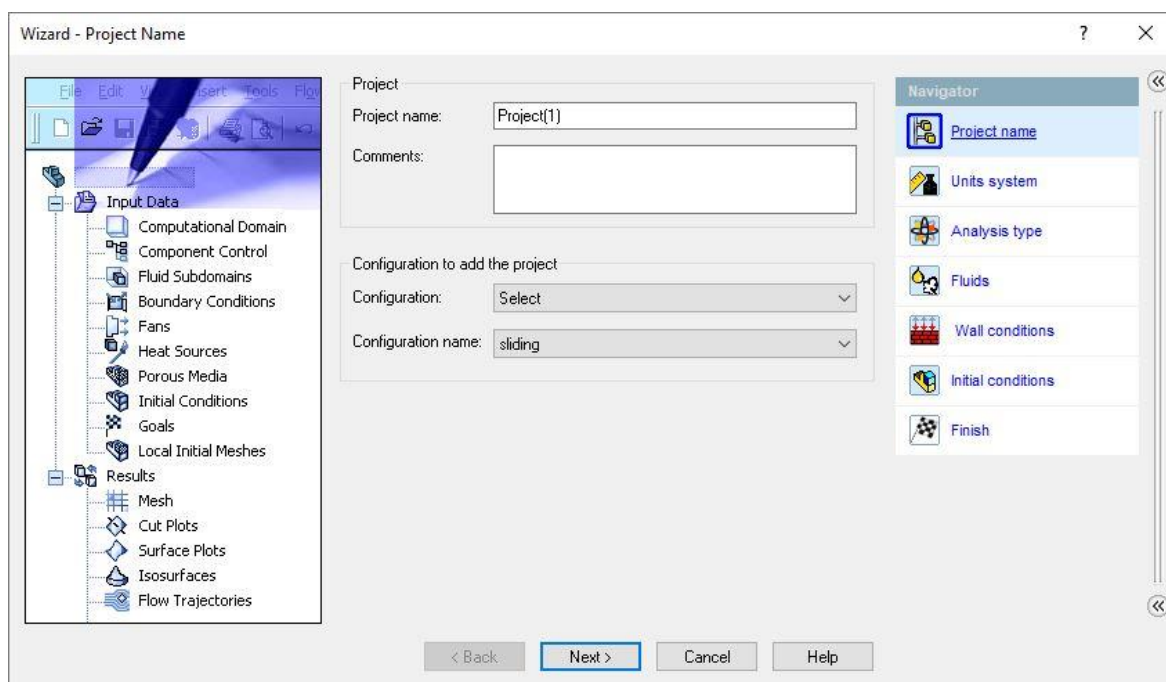 Wizard - Project Name
?
File Edit View Insert Tools Flow
Input Data
Computational Domain
Component Control
Fluid Subdomains
Boundary Conditions
Fans
Heat Sources
Porous Media
Initial Conditions
Goals
Local Initial Meshes
Results
Mesh
Cut Plots
Surface Plots
Isosurfaces
Flow Trajectories
Project
Project name: Project(1)
Comments:
Configuration to add the project
Configuration: Select
Configuration name: sliding
Navigator
Project name
Units system
Analysis type
Fluids
Wall conditions
Initial conditions
Finish
< Back Next > Cancel Help